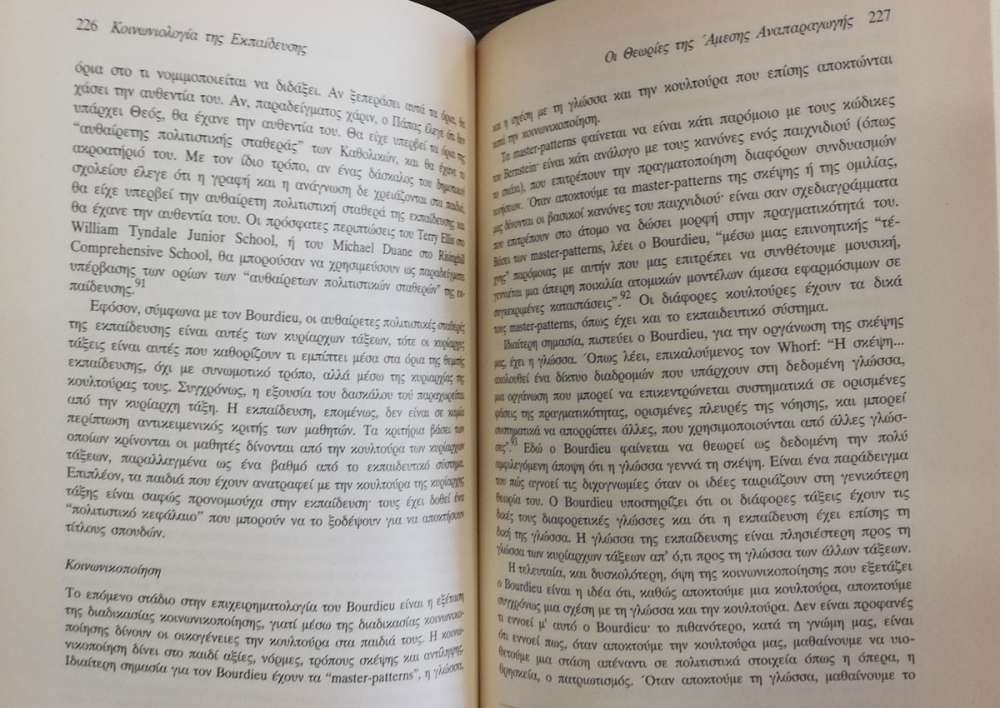 226 Κοινωνιολογία της Εκπαίδευσης
όρια στο τι νομιμοποιείται να διδάξει. Αν ξεπεράσει αυτά τα όρια, θα
χάσει την αυθεντία του. Αν, παραδείγματος χάριν, ο Πάπας έλεγε ότι δεν
υπάρχει Θεός, θα έχανε την αυθεντία του. Θα είχε υπερβεί τα όρια της
“αυθαίρετης πολιτιστικής σταθεράς” των Καθολικών, και θα έχανε το
ακροατήριό του. Με τον ίδιο τρόπο, αν ένας δάσκαλος του δημοτικού
σχολείου έλεγε ότι η γραφή και η ανάγνωση δε χρειάζονται στα παιδιά,
θα είχε υπερβεί την αυθαίρετη πολιτιστική σταθερά της εκπαίδευσης και
θα έχανε την αυθεντία του. Οι πρόσφατες περιπτώσεις του Terry Ellis στο
William Tyndale Junior School, ή του Michael Duane στο Risinghill
Comprehensive School, θα μπορούσαν να χρησιμεύσουν ως παραδείγματα
υπέρβασης των ορίων των “αυθαίρετων πολιτιστικών σταθερών” της εκ-
παίδευσης.91
Εφόσον, σύμφωνα με τον Bourdieu, οι αυθαίρετες πολιτιστικές σταθερές
της εκπαίδευσης είναι αυτές των κυρίαρχων τάξεων, τότε οι κυρίαρχες
τάξεις είναι αυτές που καθορίζουν τι εμπίπτει μέσα στα όρια της θεμιτής
εκπαίδευσης, όχι με συνωμοτικό τρόπο, αλλά μέσω της κυριαρχίας της
κουλτούρας τους. Συγχρόνως, η εξουσία του δασκάλου τού παραχωρείται
από την κυρίαρχη τάξη. Η εκπαίδευση, επομένως, δεν είναι σε καμία
περίπτωση αντικειμενικός κριτής των μαθητών. Τα κριτήρια βάσει των
οποίων κρίνονται οι μαθητές δίνονται από την κουλτούρα των κυρίαρχων
τάξεων, παραλλαγμένα ως ένα βαθμό από το εκπαιδευτικό σύστημα.
Επιπλέον, τα παιδιά που έχουν ανατραφεί με την κουλτούρα της κυρίαρχης
τάξης είναι σαφώς προνομιούχα στην εκπαίδευση· τους έχει δοθεί ένα
“πολιτιστικό κεφάλαιο” που μπορούν να το ξοδέψουν για να αποκτήσουν
τίτλους σπουδών.
Κοινωνικοποίηση
Το επόμενο στάδιο στην επιχειρηματολογία του Bourdieu είναι η εξέταση
της διαδικασίας κοινωνικοποίησης, γιατί μέσω της διαδικασίας κοινωνικο-
ποίησης δίνουν οι οικογένειες την κουλτούρα στα παιδιά τους. Η κοινω-
νικοποίηση δίνει στο παιδί αξίες, νόρμες, τρόπους σκέψης και αντίληψης.
Ιδιαίτερη σημασία για τον Bourdieu έχουν τα “master-patterns”, η γλώσσα,
Οι Θεωρίες της Άμεσης Αναπαραγωγής 227
και η σχέση με τη γλώσσα και την κουλτούρα που επίσης αποκτώνται
κατά την κοινωνικοποίηση.
Τα master-patterns φαίνεται να είναι κάτι παρόμοιο με τους κώδικες
του Bernstein· είναι κάτι ανάλογο με τους κανόνες ενός παιχνιδιού (όπως
το σκάκι), που επιτρέπουν την πραγματοποίηση διαφόρων συνδυασμών
κινήσεων. Όταν αποκτούμε τα master-patterns της σκέψης ή της ομιλίας,
μας δίνονται οι βασικοί κανόνες του παιχνιδιού· είναι σαν σχεδιαγράμματα
που επιτρέπουν στο άτομο να δώσει μορφή στην πραγματικότητά του.
Βάσει των master-patterns, λέει ο Bourdieu, “μέσω μιας επινοητικής “τέ-
χνης” παρόμοιας με αυτήν που μας επιτρέπει να συνθέτουμε μουσική,
γεννιέται μια άπειρη ποικιλία ατομικών μοντέλων άμεσα εφαρμόσιμων σε
συγκεκριμένες καταστάσεις”.92 Οι διάφορες κουλτούρες έχουν τα δικά
τους master-patterns, όπως έχει και το εκπαιδευτικό σύστημα.
Ιδιαίτερη σημασία, πιστεύει ο Bourdieu, για την οργάνωση της σκέψης
μας, έχει η γλώσσα. Όπως λέει, επικαλούμενος τον Whorf: “Η σκέψη...
ακολουθεί ένα δίκτυο διαδρομών που υπάρχουν στη δεδομένη γλώσσα,
μια οργάνωση που μπορεί να επικεντρώνεται συστηματικά σε ορισμένες
φάσεις της πραγματικότητας, ορισμένες πλευρές της νόησης, και μπορεί
συστηματικά να απορρίπτει άλλες, που χρησιμοποιούνται από άλλες γλώσ-
σες”.93 Εδώ ο Bourdieu φαίνεται να θεωρεί ως δεδομένη την πολύ
αμφιλεγόμενη άποψη ότι η γλώσσα γεννά τη σκέψη. Είναι ένα παράδειγμα
του πώς αγνοεί τις διχογνωμίες όταν οι ιδέες ταιριάζουν στη γενικότερη
θεωρία του. Ο Bourdieu υποστηρίζει ότι οι διάφορες τάξεις έχουν τις
δικές τους διαφορετικές γλώσσες και ότι η εκπαίδευση έχει επίσης τη
δική της γλώσσα. Η γλώσσα της εκπαίδευσης είναι πλησιέστερη προς τη
γλώσσα των κυρίαρχων τάξεων απ’ ό,τι προς τη γλώσσα των άλλων τάξεων.
Η τελευταία, και δυσκολότερη, όψη της κοινωνικοποίησης που εξετάζει
ο Bourdieu είναι η ιδέα ότι, καθώς αποκτούμε μια κουλτούρα, αποκτούμε
συγχρόνως μια σχέση με τη γλώσσα και την κουλτούρα. Δεν είναι προφανές
τι εννοεί μ’ αυτό ο Bourdieu· το πιθανότερο, κατά τη γνώμη μας, είναι
ότι εννοεί πως, όταν αποκτούμε την κουλτούρα μας, μαθαίνουμε να υιο-
θετούμε μια στάση απέναντι σε πολιτιστικά στοιχεία όπως η όπερα, η
θρησκεία, ο πατριωτισμός. Όταν αποκτούμε τη γλώσσα, μαθαίνουμε το